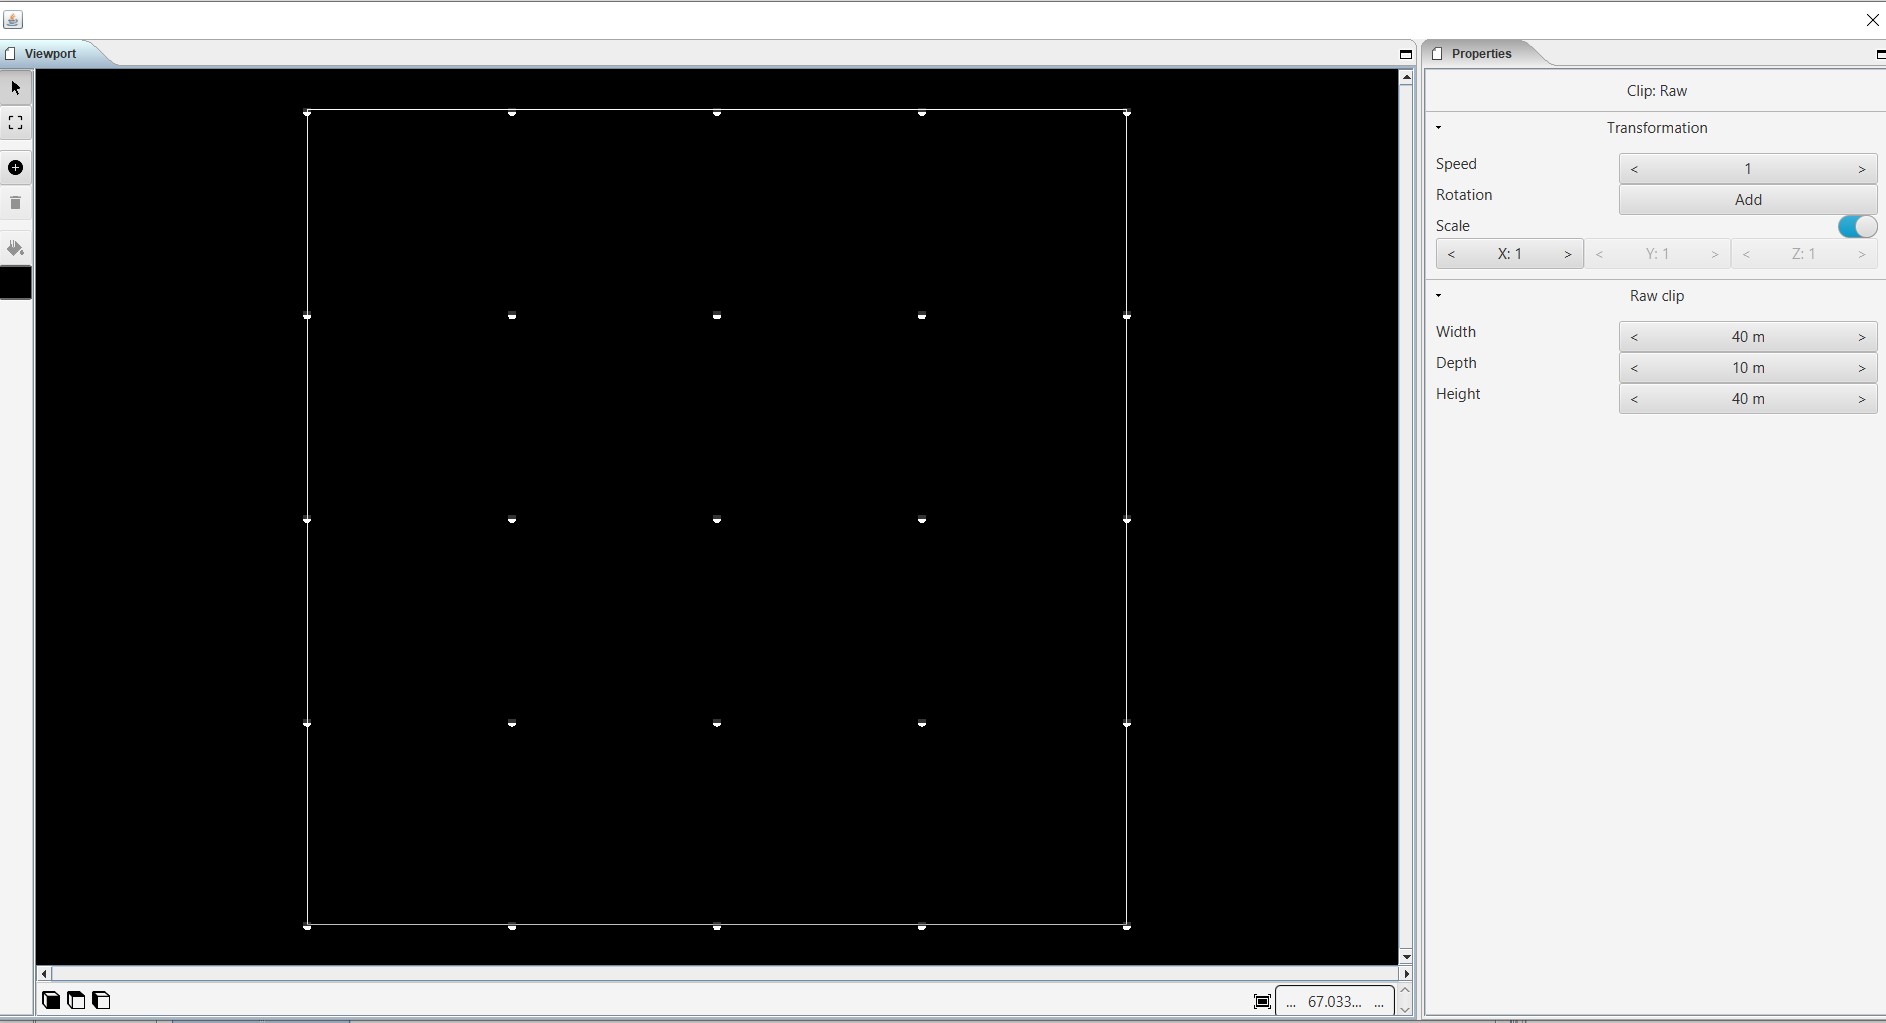 Viewport
Properties
Clip: Raw
Transformation
Speed < 1 >
Rotation Add
Scale
< X: 1 > < Y: 1 > < Z: 1 >
Raw clip
Width < 40 m >
Depth < 10 m >
Height < 40 m >
... 67.033... ...